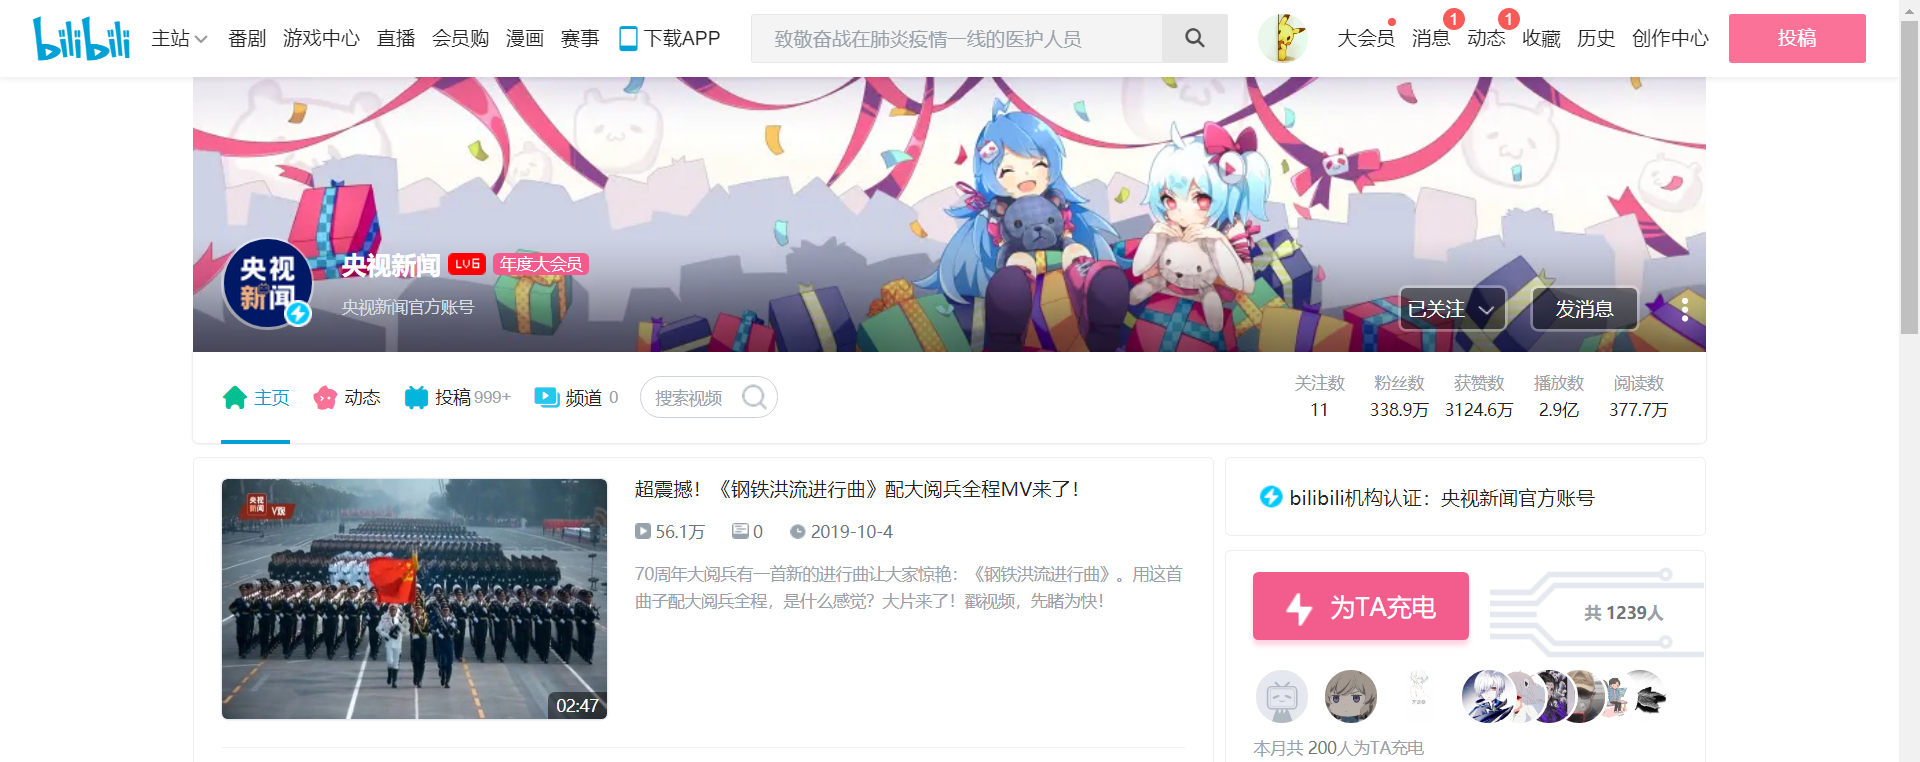 bilibili 主站 番剧 游戏中心 直播 会员购 漫画 赛事 下载APP 致敬奋战在肺炎疫情一线的医护人员 大会员 消息 1 动态 1 收藏 历史 创作中心 投稿
央视新闻
央视新闻 LV6 年度大会员
央视新闻官方账号
已关注 发消息
主页 动态 投稿 999+ 频道 0 搜索视频
关注数 粉丝数 获赞数 播放数 阅读数
11 338.9万 3124.6万 2.9亿 377.7万
央视新闻 V观
02:47
超震撼！《钢铁洪流进行曲》配大阅兵全程MV来了！
56.1万 0 2019-10-4
70周年大阅兵有一首新的进行曲让大家惊艳：《钢铁洪流进行曲》。用这首
曲子配大阅兵全程，是什么感觉？大片来了！戳视频，先睹为快！
bilibili机构认证：央视新闻官方账号
为TA充电 共 1239人
本月共 200人为TA充电